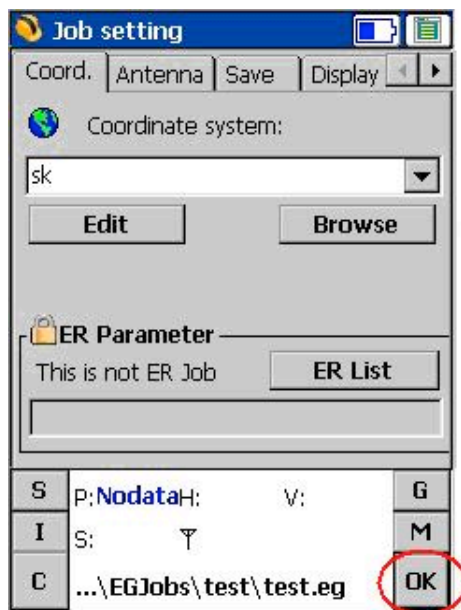 Job setting
Coord. Antenna Save Display
Coordinate system:
sk
Edit Browse
ER Parameter
This is not ER Job ER List
S P:Nodata H: V: G
I S: M
C ...\EGJobs\test\test.eg OK